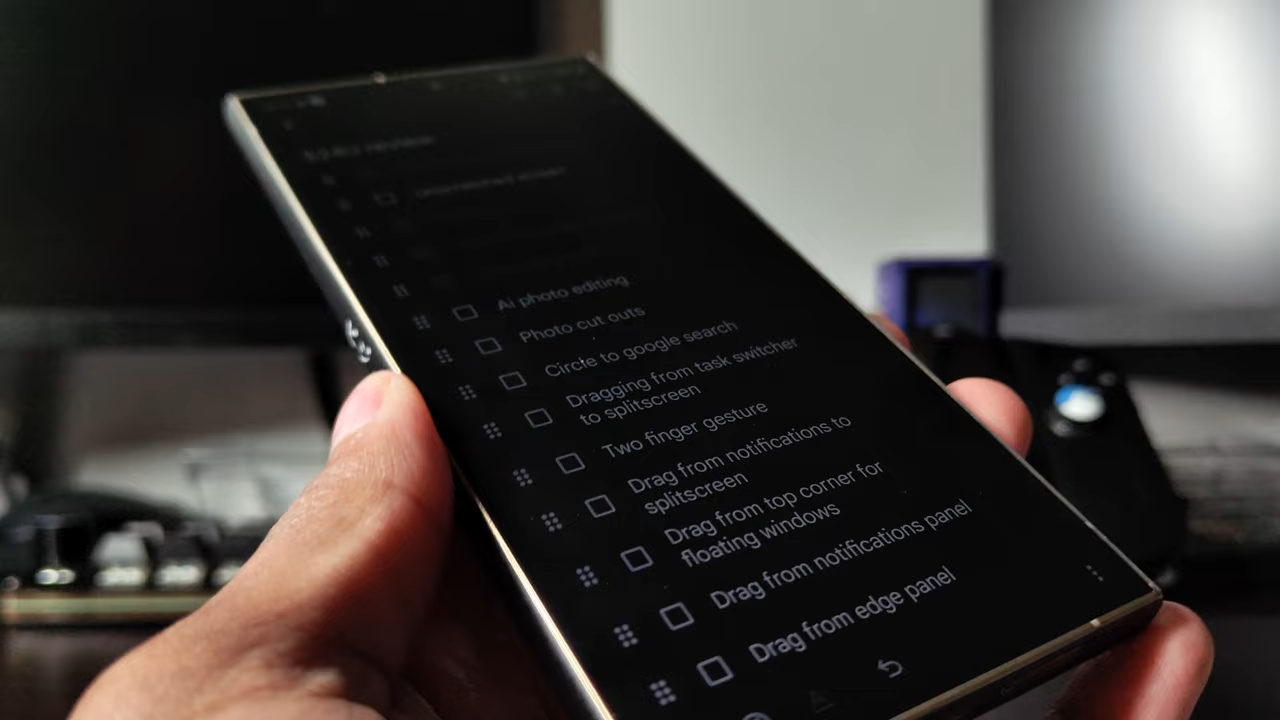 Ai photo editing
Photo cut outs
Circle to google search
Dragging from task switcher
to splitscreen
Two finger gesture
Drag from notifications to
splitscreen
Drag from top corner for
floating windows
Drag from notifications panel
Drag from edge panel